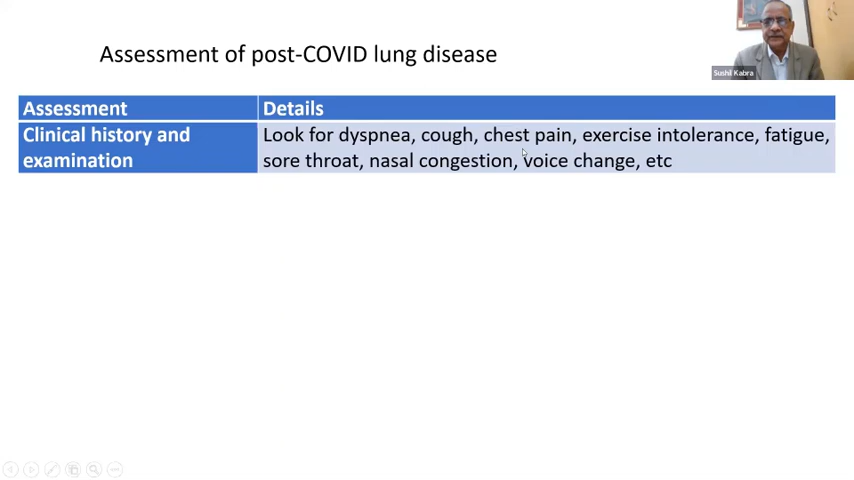 Assessment of post-COVID lung disease
Sushil Kabra
Assessment Details
Clinical history and Look for dyspnea, cough, chest pain, exercise intolerance, fatigue,
examination sore throat, nasal congestion, voice change, etc